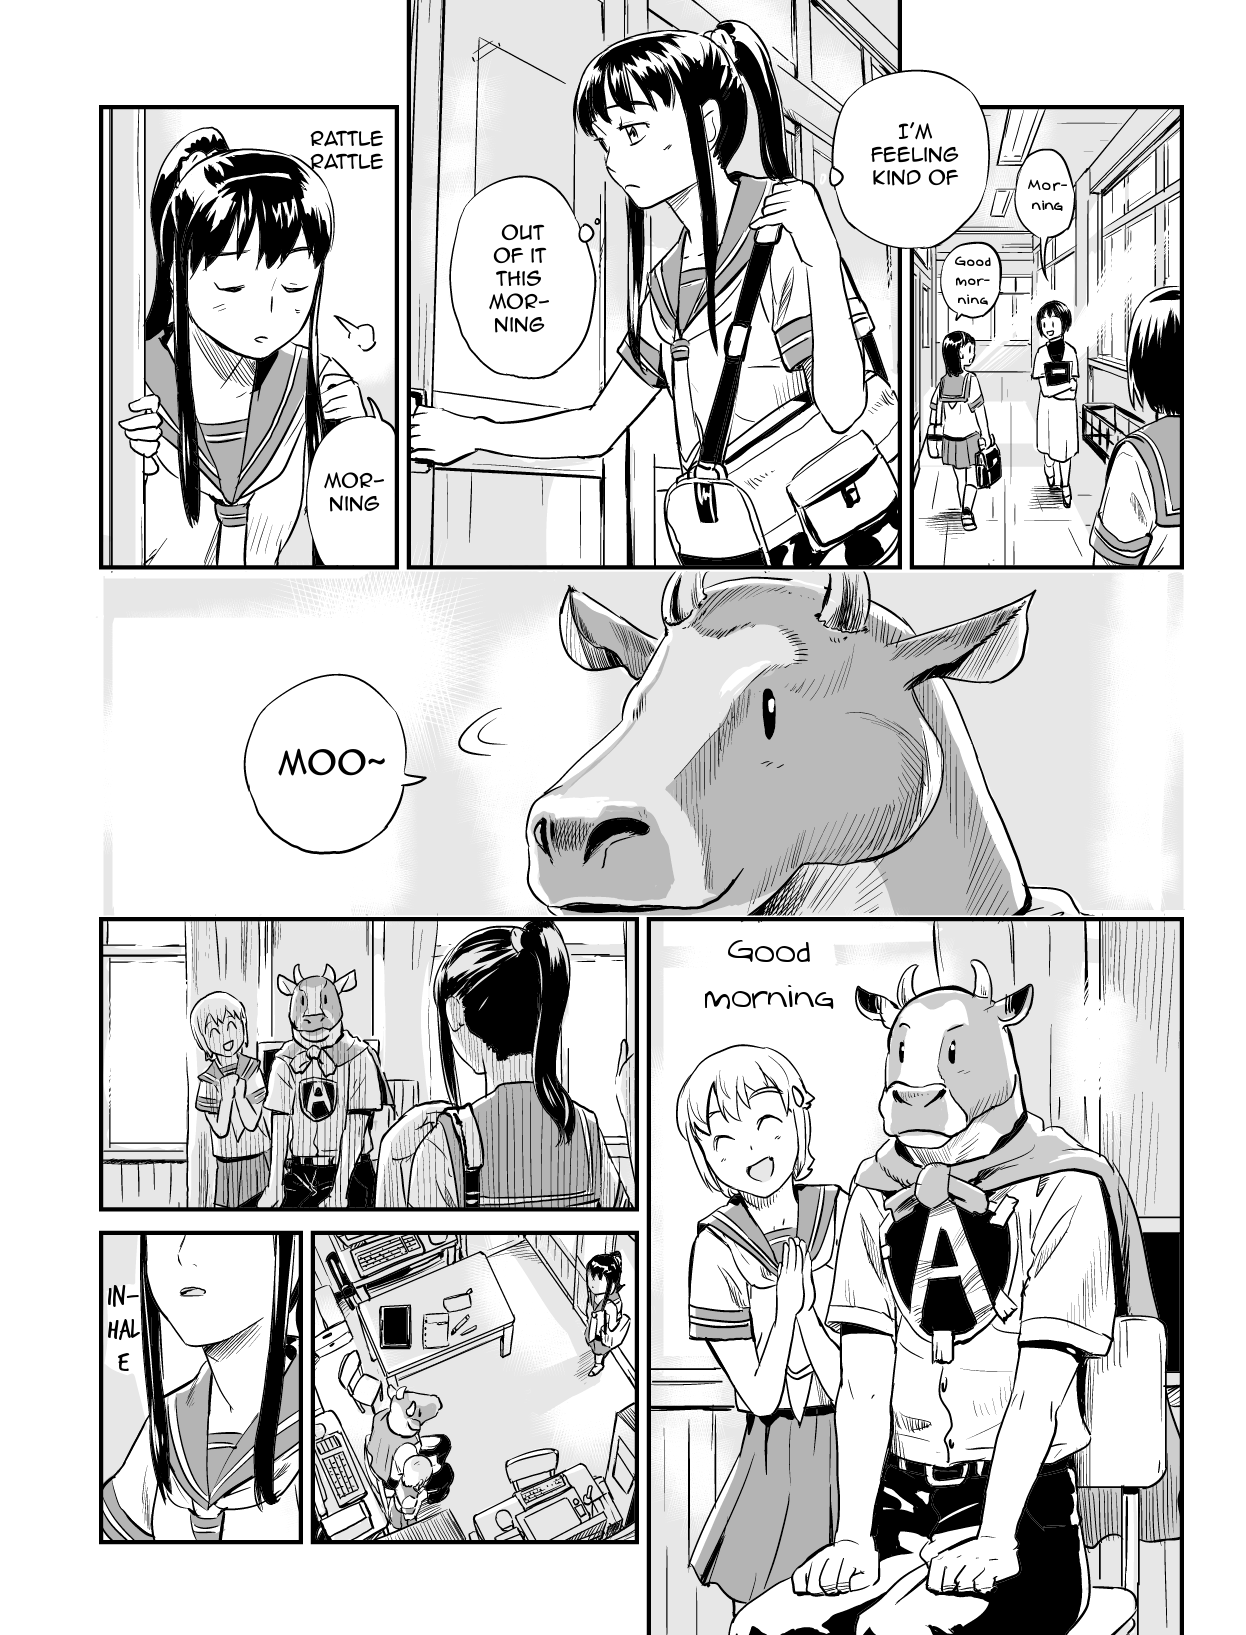 Mor-
ning
Good
mor-
ning
I'M
FEELING
KIND OF
OUT
OF IT
THIS
MOR-
NING
RATTLE
RATTLE
MOR-
NING
MOO~
Good
morning
A
A
IN-
HAL
E